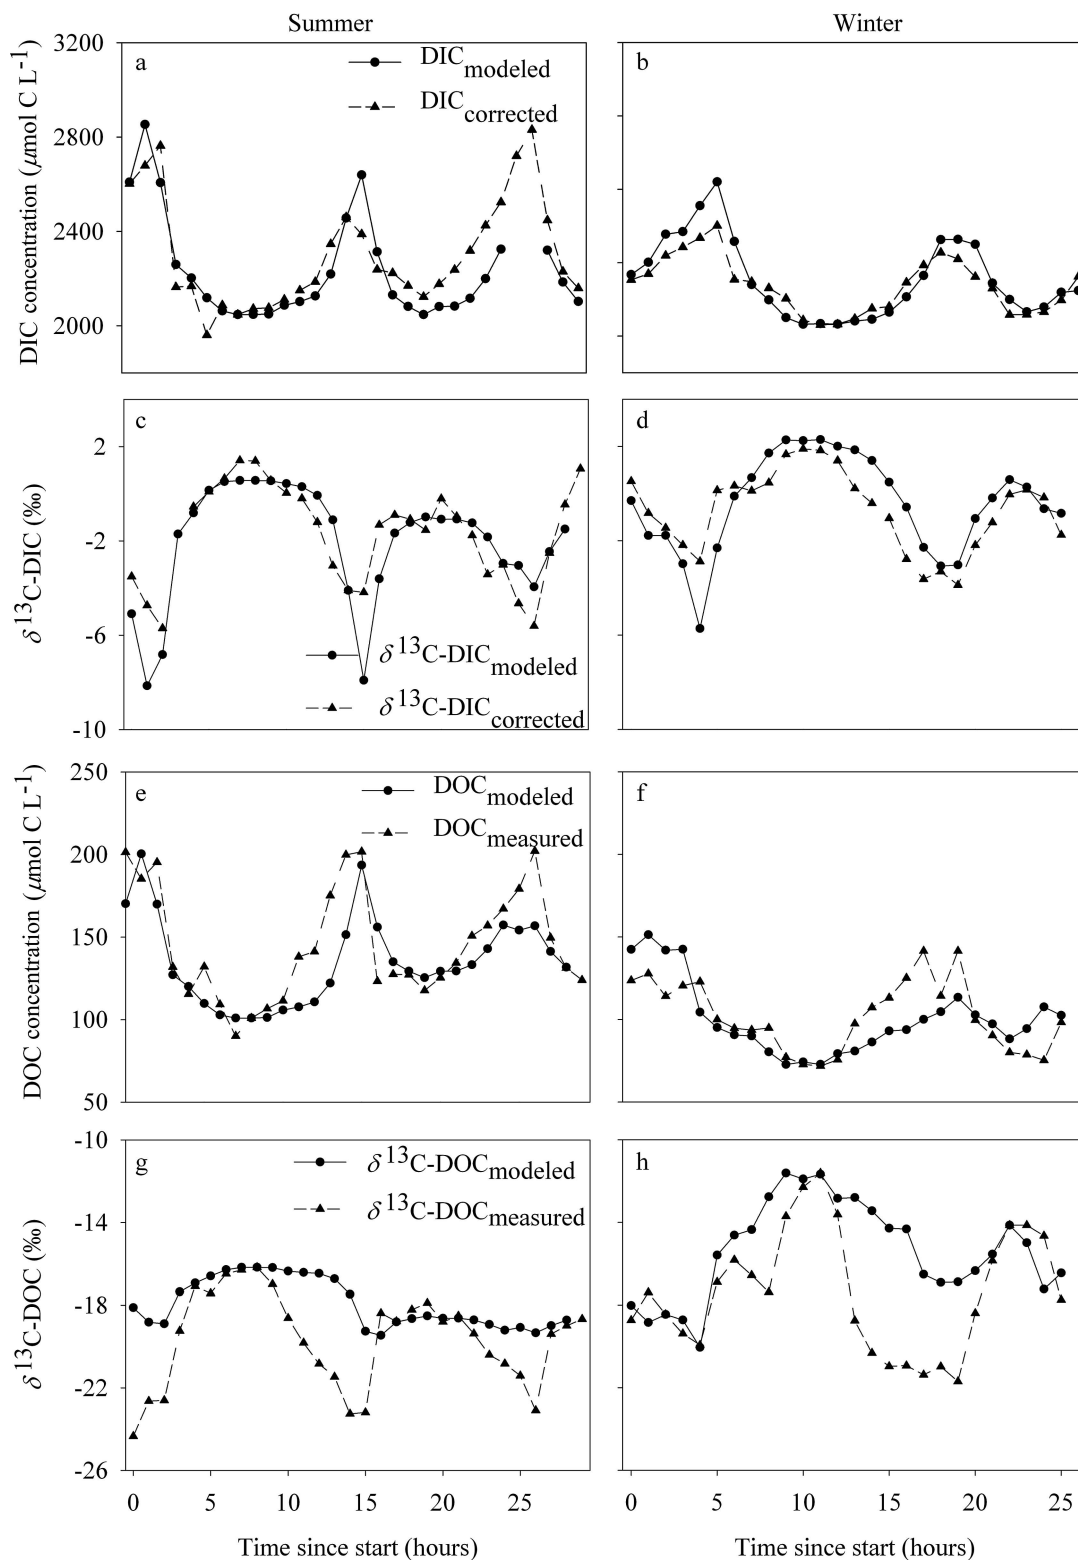 Summer Winter
3200
2800
2400
2000
DIC concentration (μmol C L-1)
a
DICmodeled
DICcorrected
b
2
-2
-6
-10
δ13C-DIC (‰)
c
δ13C-DICmodeled
δ13C-DICcorrected
d
250
200
150
100
50
DOC concentration (μmol C L-1)
e
DOCmodeled
DOCmeasured
f
-10
-14
-18
-22
-26
δ13C-DOC (‰)
g
δ13C-DOCmodeled
δ13C-DOCmeasured
h
0 5 10 15 20 25 0 5 10 15 20 25
Time since start (hours) Time since start (hours)